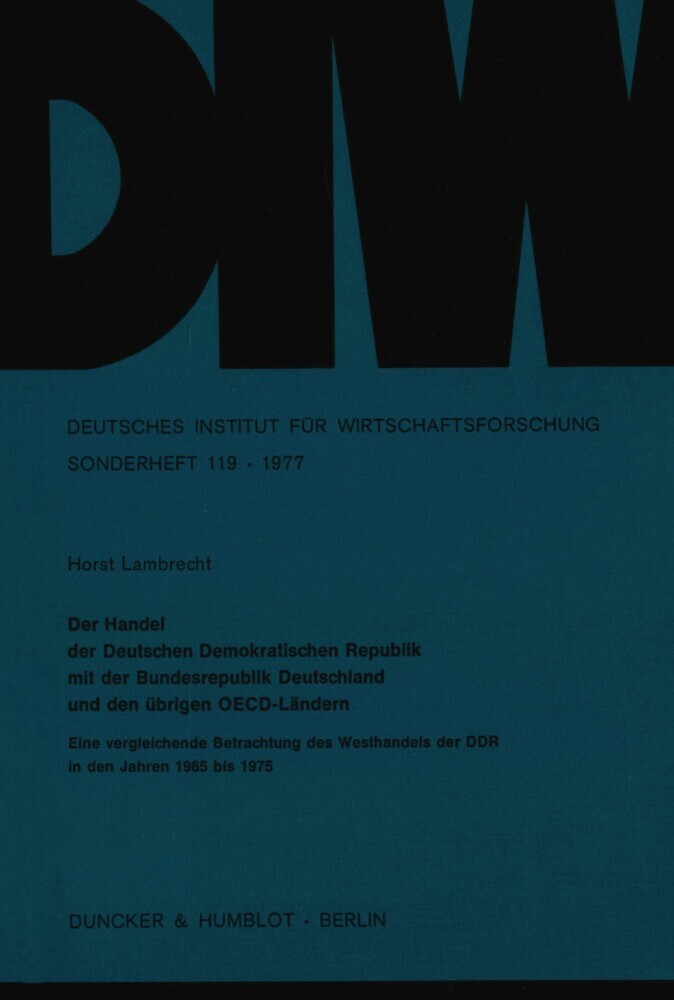 DIW
DEUTSCHES INSTITUT FÜR WIRTSCHAFTSFORSCHUNG
SONDERHEFT 119 · 1977
Horst Lambrecht
Der Handel
der Deutschen Demokratischen Republik
mit der Bundesrepublik Deutschland
und den übrigen OECD-Ländern
Eine vergleichende Betrachtung des Westhandels der DDR
in den Jahren 1965 bis 1975
DUNCKER & HUMBLOT · BERLIN